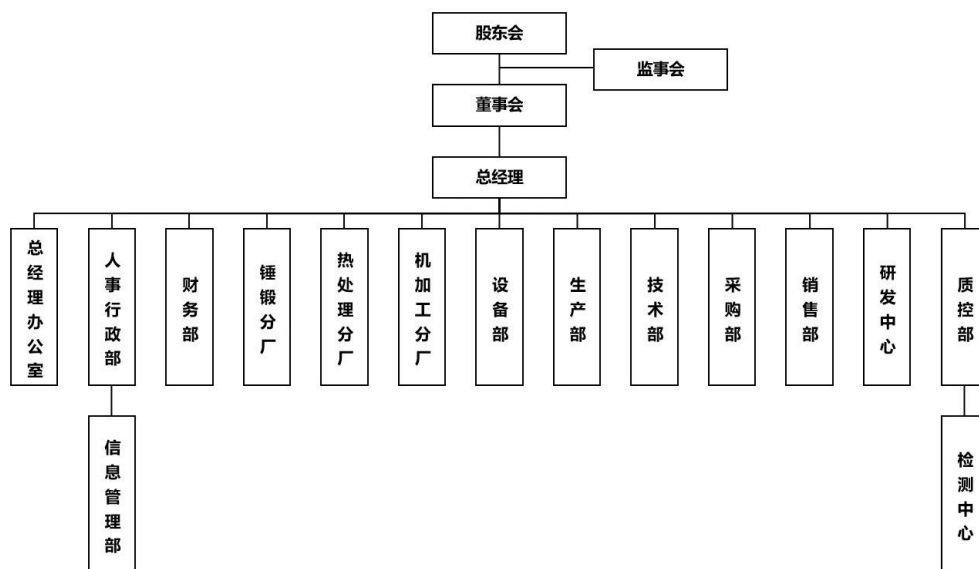 股东会
监事会
董事会
总经理
总经理办公室
人事行政部
财务部
锤锻分厂
热处理分厂
机加工分厂
设备部
生产部
技术部
采购部
销售部
研发中心
质控部
信息管理部
检测中心